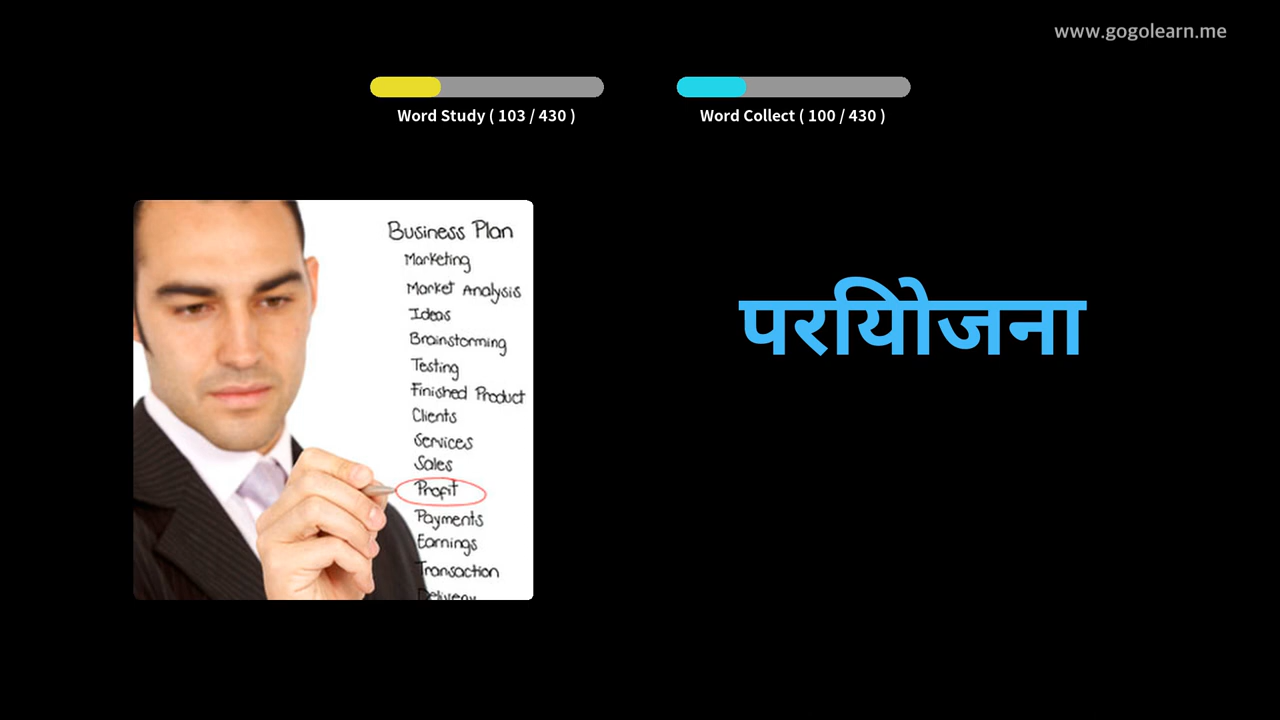 www.gogolearn.me
Word Study ( 103 / 430 )
Word Collect ( 100 / 430 )
परियोजना
Business Plan
Marketing
Market Analysis
Ideas
Brainstorming
Testing
Finished Product
Clients
Services
Sales
Profit
Payments
Earnings
Transaction
Delivery